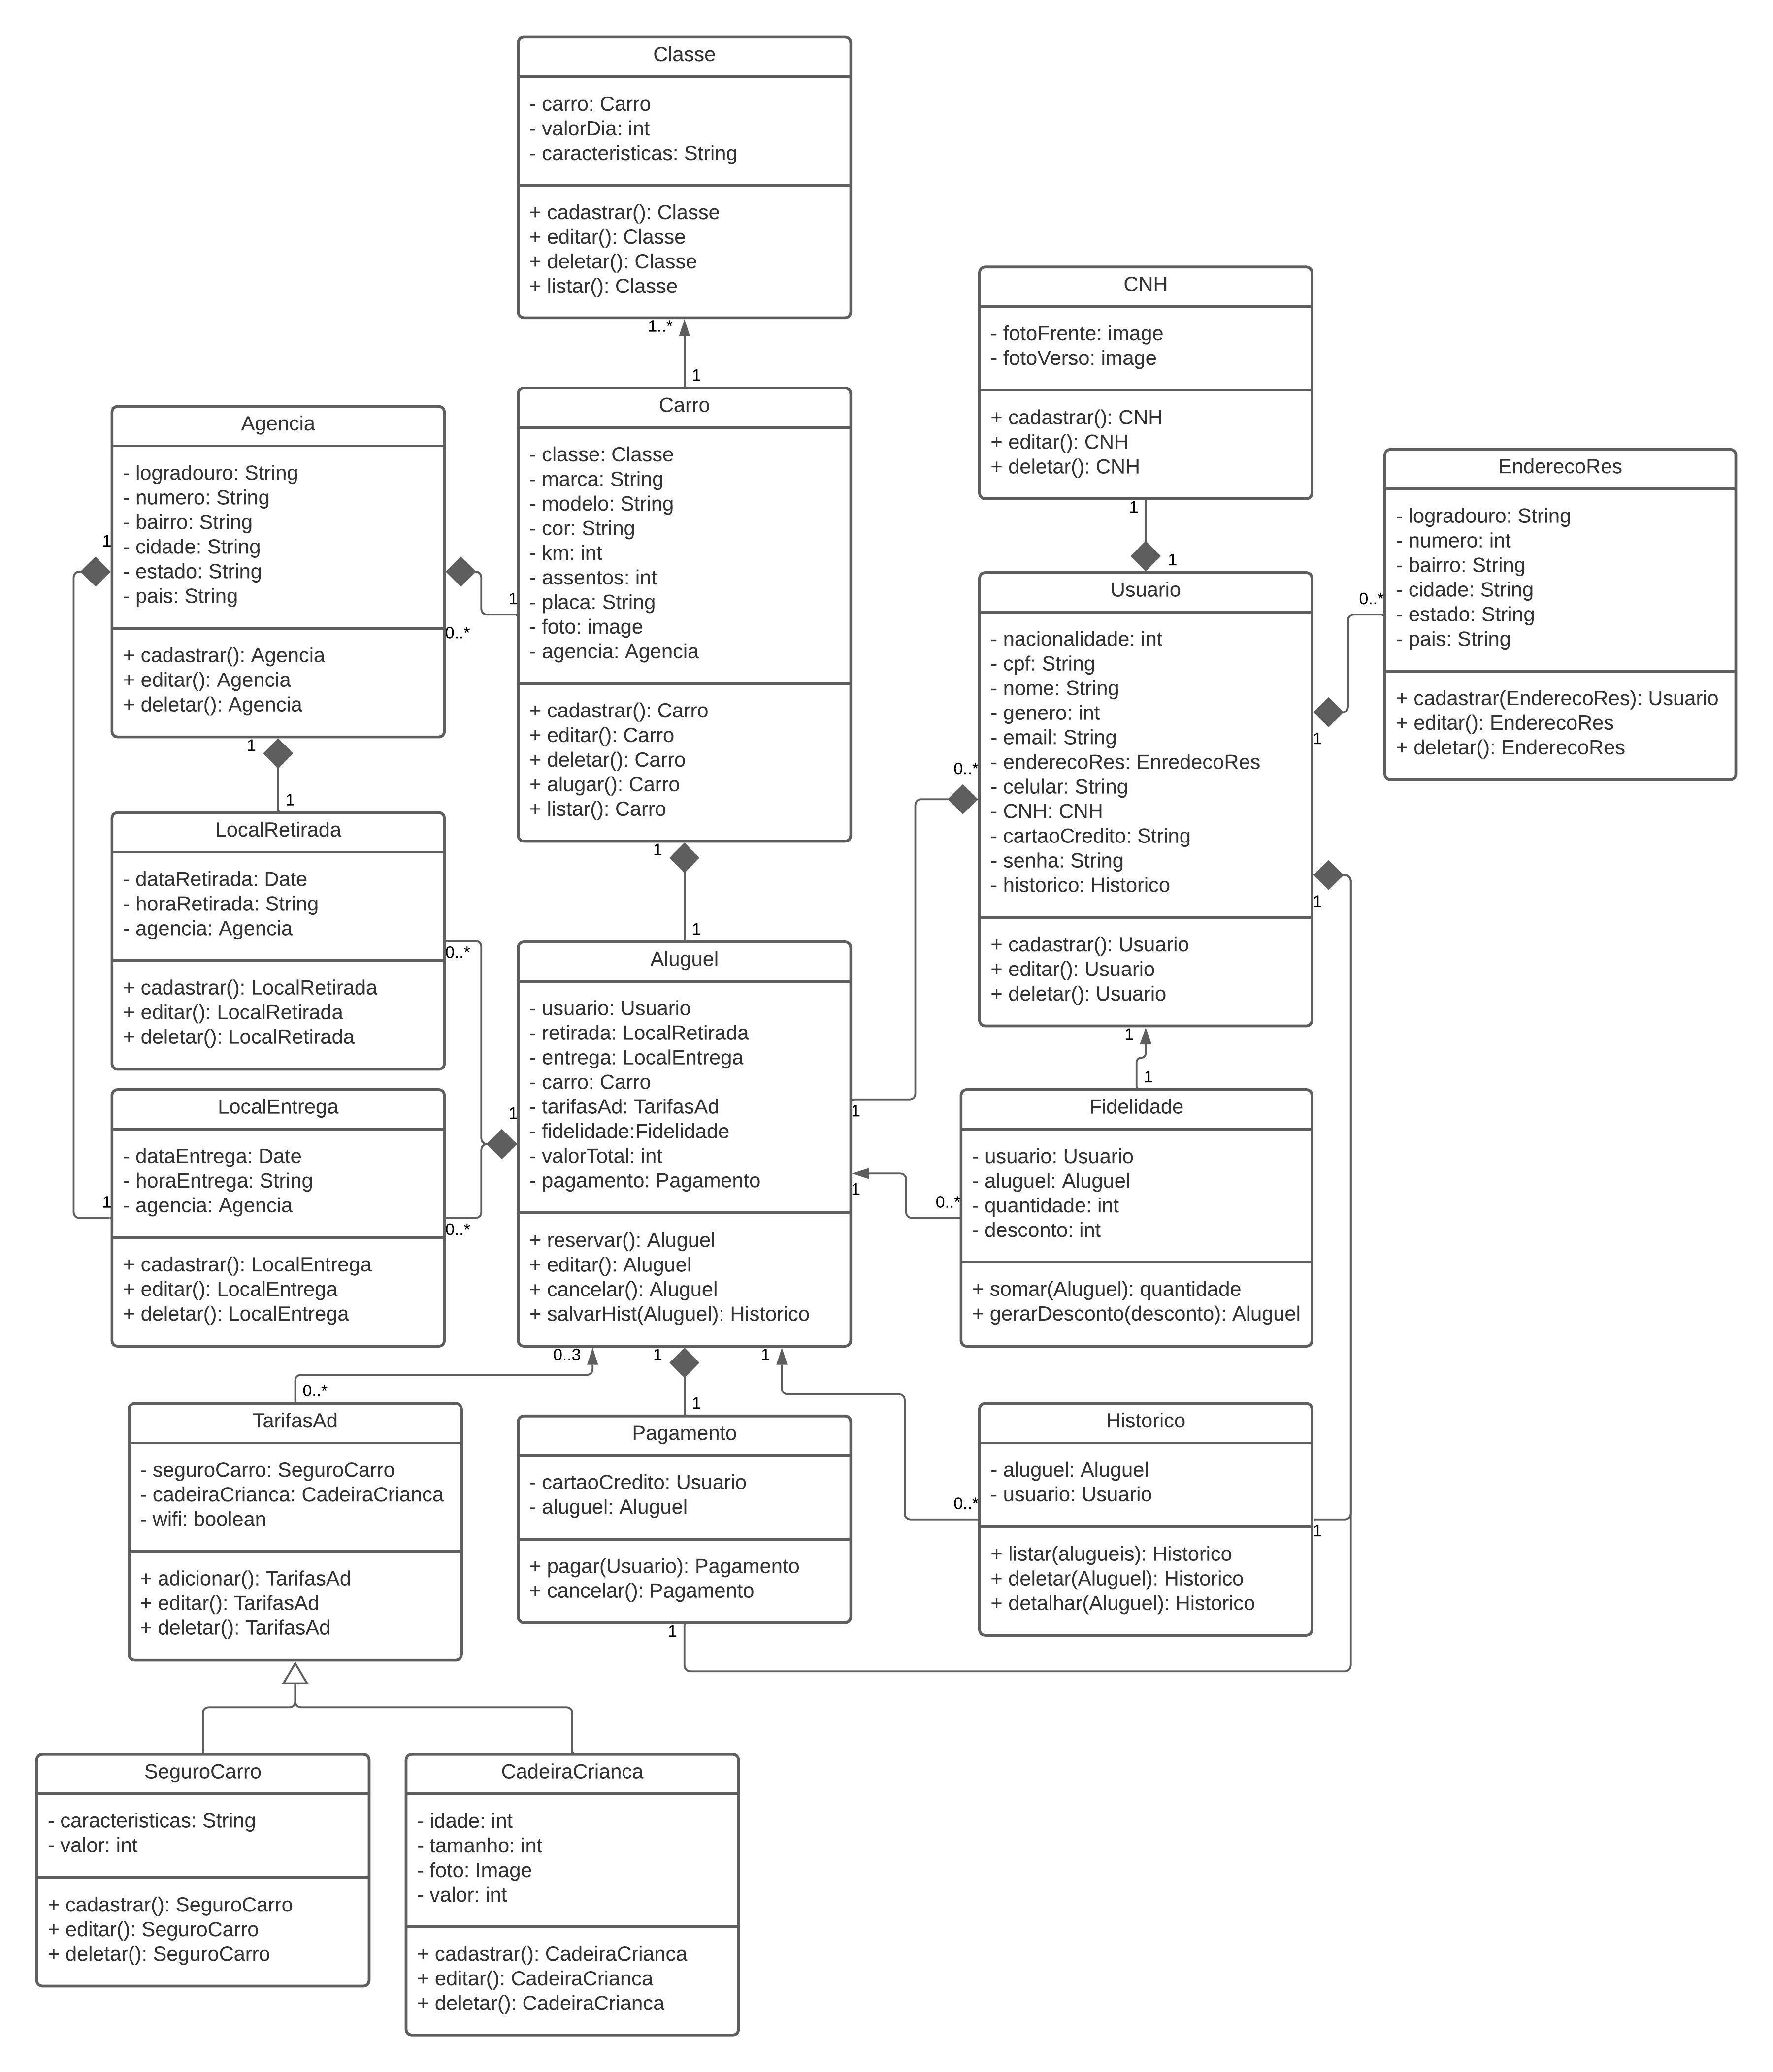 Classe
- carro: Carro
- valorDia: int
- caracteristicas: String
+ cadastrar(): Classe
+ editar(): Classe
+ deletar(): Classe
+ listar(): Classe
1..*
1
Carro
- classe: Classe
- marca: String
- modelo: String
- cor: String
- km: int
- assentos: int
- placa: String
- foto: image
- agencia: Agencia
+ cadastrar(): Carro
+ editar(): Carro
+ deletar(): Carro
+ alugar(): Carro
+ listar(): Carro
1
1
Agencia
- logradouro: String
- numero: String
- bairro: String
- cidade: String
- estado: String
- pais: String
+ cadastrar(): Agencia
+ editar(): Agencia
+ deletar(): Agencia
1
0..*
1
1
LocalRetirada
- dataRetirada: Date
- horaRetirada: String
- agencia: Agencia
+ cadastrar(): LocalRetirada
+ editar(): LocalRetirada
+ deletar(): LocalRetirada
0..*
LocalEntrega
- dataEntrega: Date
- horaEntrega: String
- agencia: Agencia
+ cadastrar(): LocalEntrega
+ editar(): LocalEntrega
+ deletar(): LocalEntrega
1
0..*
1
1
Aluguel
- usuario: Usuario
- retirada: LocalRetirada
- entrega: LocalEntrega
- carro: Carro
- tarifasAd: TarifasAd
- fidelidade:Fidelidade
- valorTotal: int
- pagamento: Pagamento
+ reservar(): Aluguel
+ editar(): Aluguel
+ cancelar(): Aluguel
+ salvarHist(Aluguel): Historico
1
1
0..3
1
1
CNH
- fotoFrente: image
- fotoVerso: image
+ cadastrar(): CNH
+ editar(): CNH
+ deletar(): CNH
1
1
Usuario
- nacionalidade: int
- cpf: String
- nome: String
- genero: int
- email: String
- enderecoRes: EnredecoRes
- celular: String
- CNH: CNH
- cartaoCredito: String
- senha: String
- historico: Historico
+ cadastrar(): Usuario
+ editar(): Usuario
+ deletar(): Usuario
0..*
1
1
1
EnderecoRes
- logradouro: String
- numero: int
- bairro: String
- cidade: String
- estado: String
- pais: String
+ cadastrar(EnderecoRes): Usuario
+ editar(): EnderecoRes
+ deletar(): EnderecoRes
0..*
1
Fidelidade
- usuario: Usuario
- aluguel: Aluguel
- quantidade: int
- desconto: int
+ somar(Aluguel): quantidade
+ gerarDesconto(desconto): Aluguel
0..*
0..*
TarifasAd
- seguroCarro: SeguroCarro
- cadeiraCrianca: CadeiraCrianca
- wifi: boolean
+ adicionar(): TarifasAd
+ editar(): TarifasAd
+ deletar(): TarifasAd
1
Pagamento
- cartaoCredito: Usuario
- aluguel: Aluguel
+ pagar(Usuario): Pagamento
+ cancelar(): Pagamento
1
Historico
- aluguel: Aluguel
- usuario: Usuario
+ listar(alugueis): Historico
+ deletar(Aluguel): Historico
+ detalhar(Aluguel): Historico
0..*
1
SeguroCarro
- caracteristicas: String
- valor: int
+ cadastrar(): SeguroCarro
+ editar(): SeguroCarro
+ deletar(): SeguroCarro
CadeiraCrianca
- idade: int
- tamanho: int
- foto: Image
- valor: int
+ cadastrar(): CadeiraCrianca
+ editar(): CadeiraCrianca
+ deletar(): CadeiraCrianca